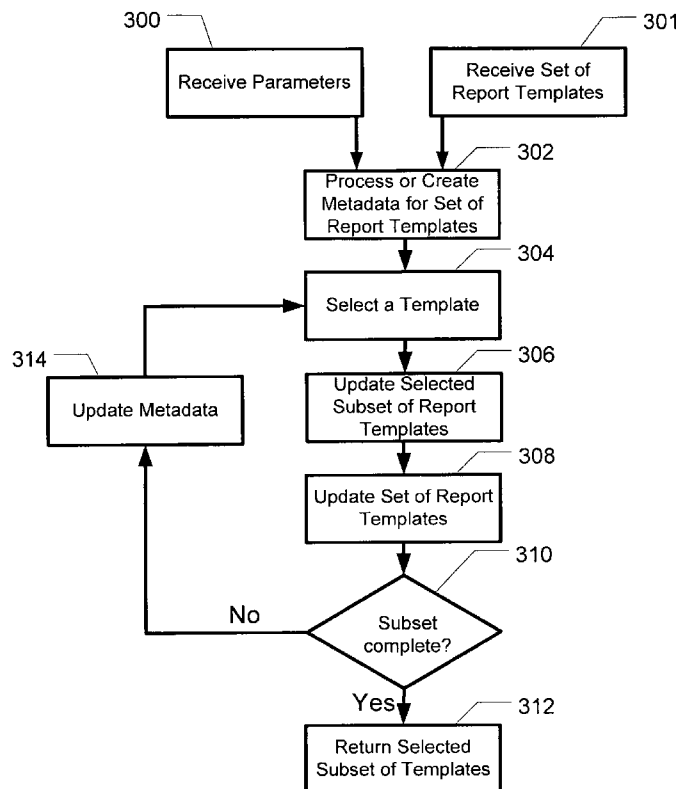 300
301
Receive Parameters
Receive Set of
Report Templates
302
Process or Create
Metadata for Set of
Report Templates
304
Select a Template
314
306
Update Metadata
Update Selected
Subset of Report
Templates
308
Update Set of Report
Templates
310
No
Subset
complete?
Yes
312
Return Selected
Subset of Templates